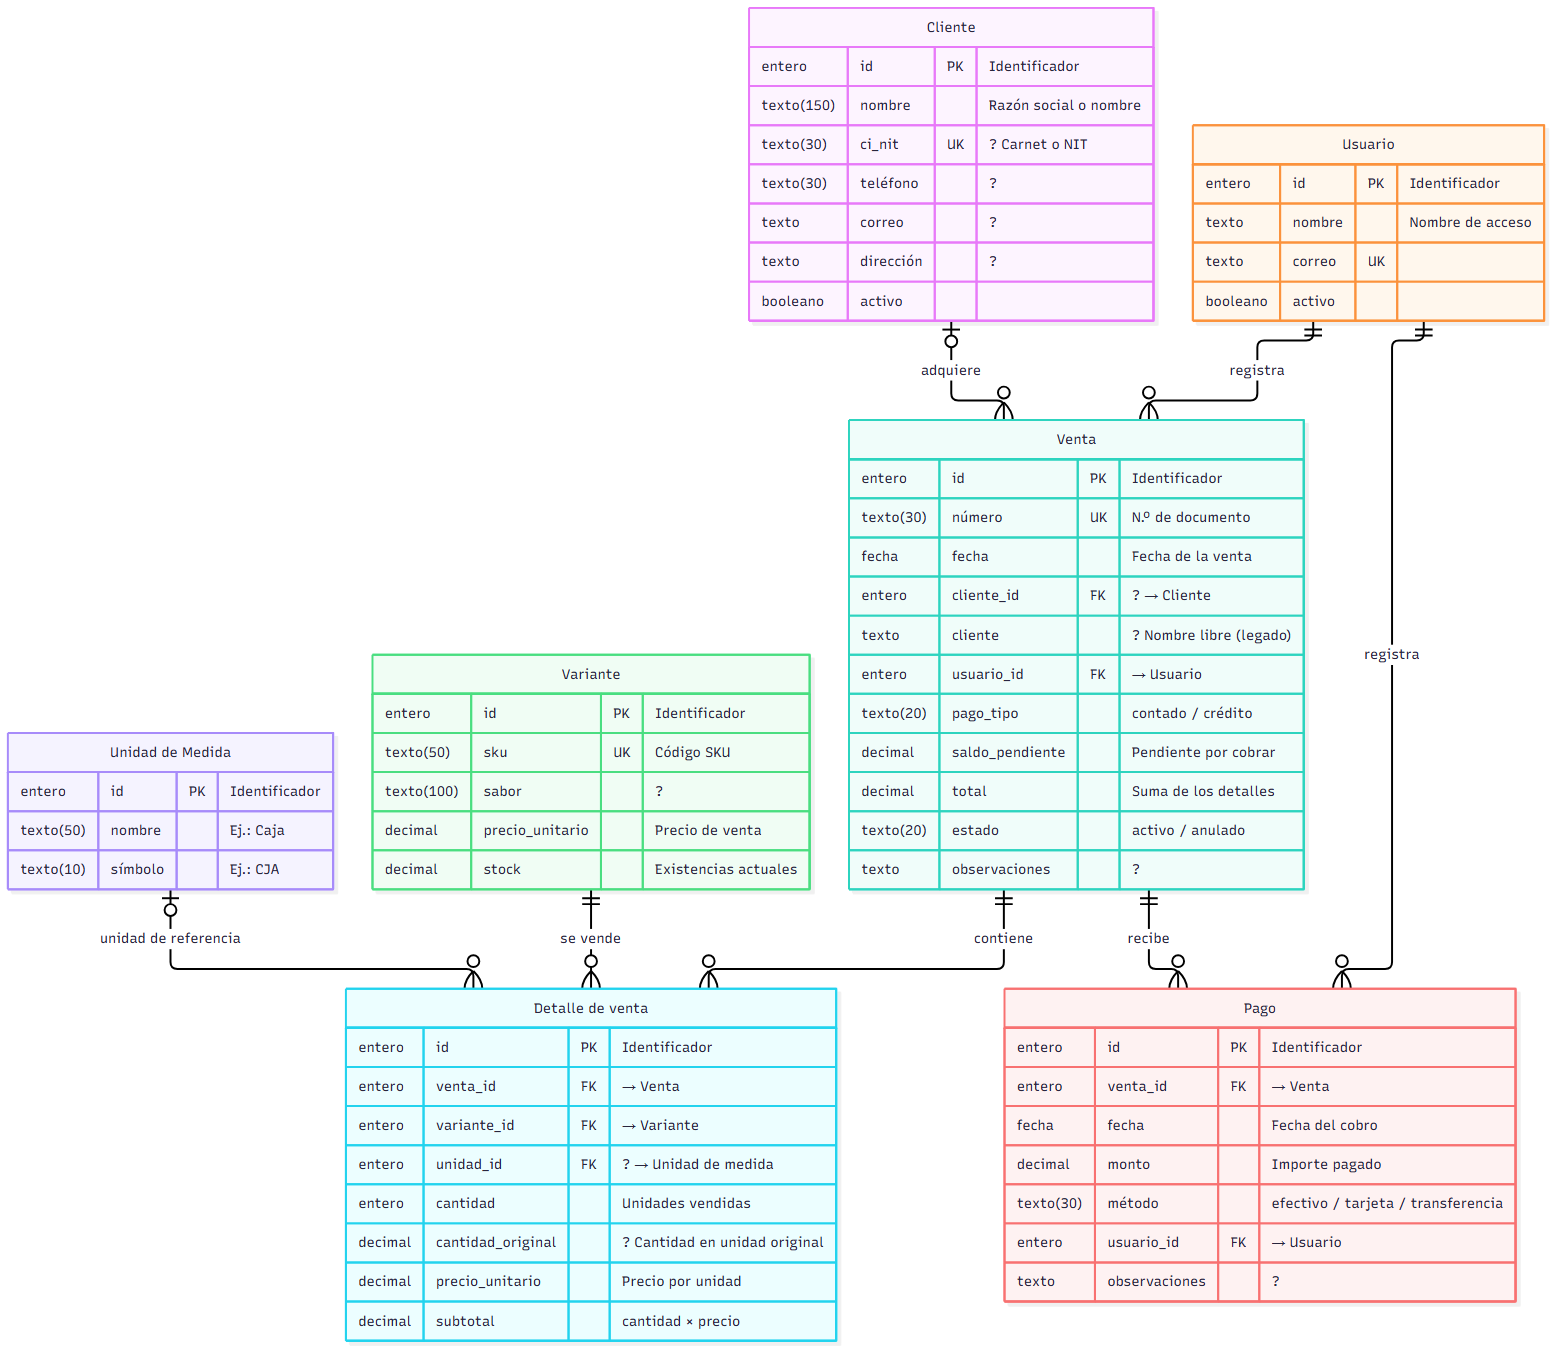 Cliente
entero id PK Identificador
texto(150) nombre Razón social o nombre
texto(30) ci_nit UK ? Carnet o NIT
texto(30) teléfono ?
texto correo ?
texto dirección ?
booleano activo
Usuario
entero id PK Identificador
texto nombre Nombre de acceso
texto correo UK
booleano activo
adquiere
registra
registra
Venta
entero id PK Identificador
texto(30) número UK N.º de documento
fecha fecha Fecha de la venta
entero cliente_id FK ? → Cliente
texto cliente ? Nombre libre (legado)
entero usuario_id FK → Usuario
texto(20) pago_tipo contado / crédito
decimal saldo_pendiente Pendiente por cobrar
decimal total Suma de los detalles
texto(20) estado activo / anulado
texto observaciones ?
Variante
entero id PK Identificador
texto(50) sku UK Código SKU
texto(100) sabor ?
decimal precio_unitario Precio de venta
decimal stock Existencias actuales
Unidad de Medida
entero id PK Identificador
texto(50) nombre Ej.: Caja
texto(10) símbolo Ej.: CJA
unidad de referencia
se vende
contiene
recibe
Detalle de venta
entero id PK Identificador
entero venta_id FK → Venta
entero variante_id FK → Variante
entero unidad_id FK ? → Unidad de medida
entero cantidad Unidades vendidas
decimal cantidad_original ? Cantidad en unidad original
decimal precio_unitario Precio por unidad
decimal subtotal cantidad × precio
Pago
entero id PK Identificador
entero venta_id FK → Venta
fecha fecha Fecha del cobro
decimal monto Importe pagado
texto(30) método efectivo / tarjeta / transferencia
entero usuario_id FK → Usuario
texto observaciones ?